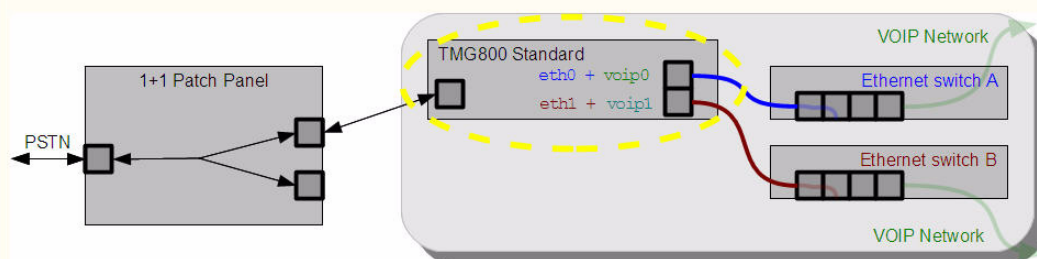 PSTN
1+1 Patch Panel
TMG800 Standard
eth0 + voip0
eth1 + voip1
VOIP Network
Ethernet switch A
Ethernet switch B
VOIP Network